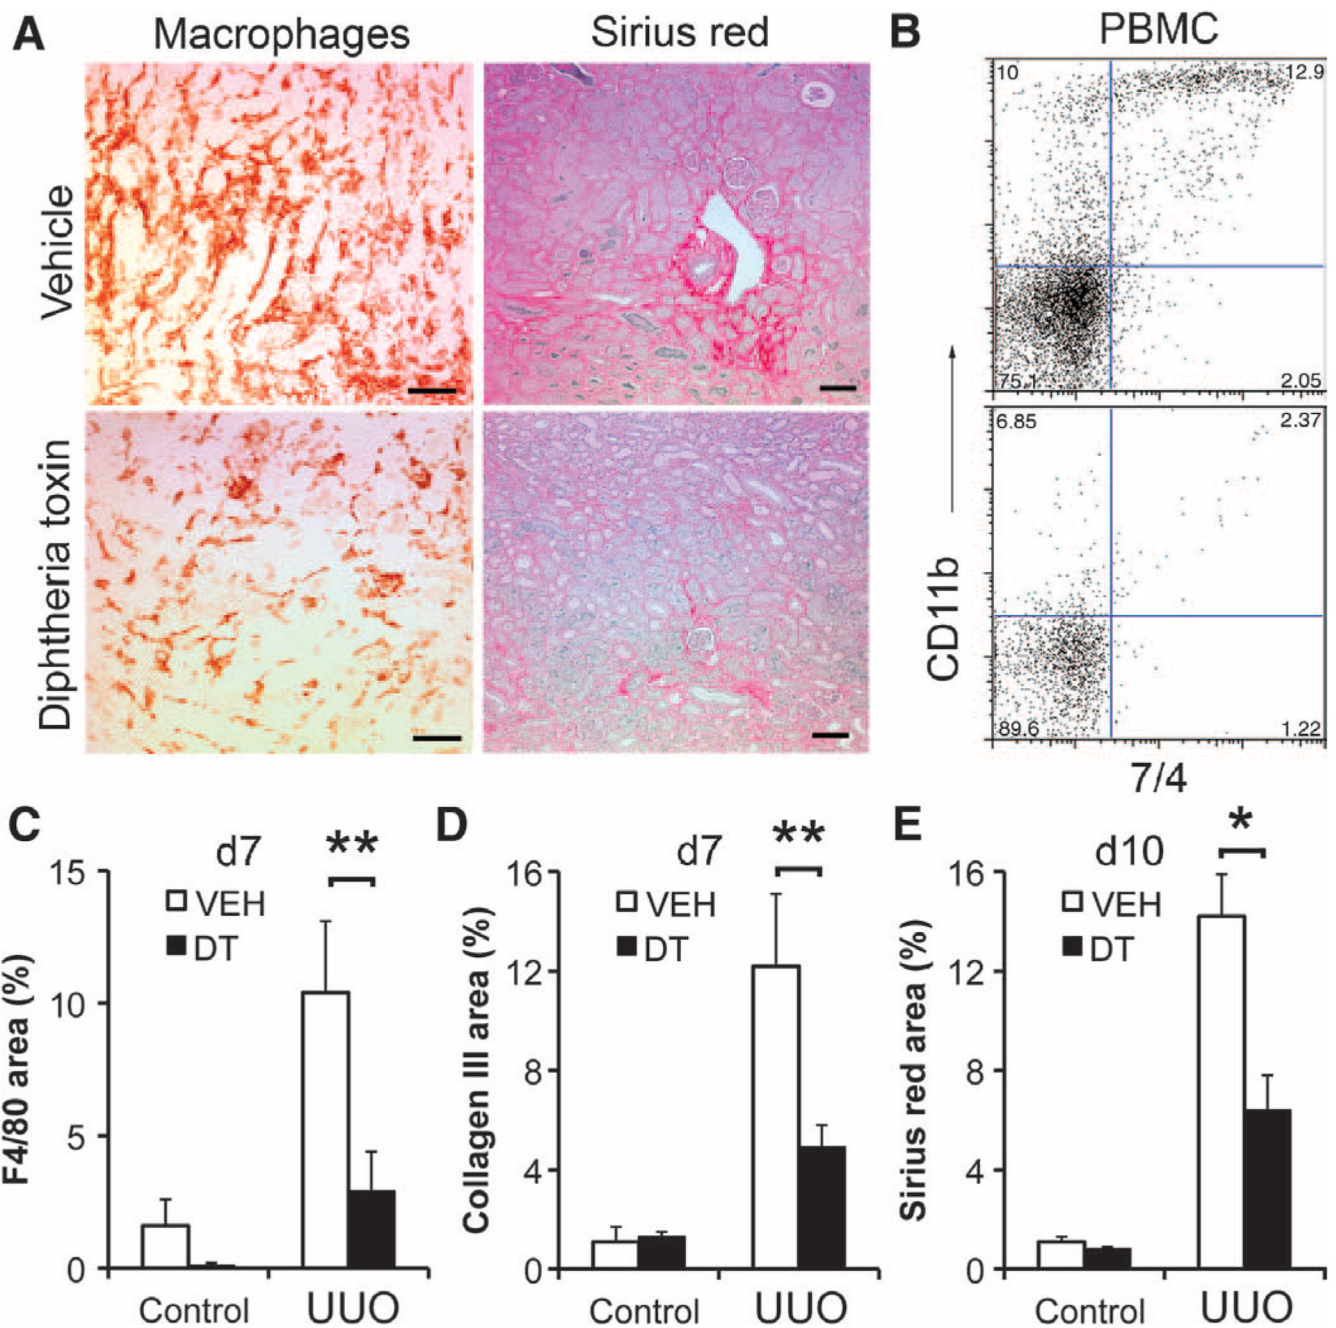 A
Macrophages
Sirius red
Vehicle
Diphtheria toxin
B
PBMC
10
12.9
75.1
2.05
6.85
2.37
89.6
1.22
CD11b
7/4
C
d7
**
VEH
DT
F4/80 area (%)
15
10
5
0
Control
UUO
D
d7
**
VEH
DT
Collagen III area (%)
16
12
8
4
0
Control
UUO
E
d10
*
VEH
DT
Sirius red area (%)
16
12
8
4
0
Control
UUO